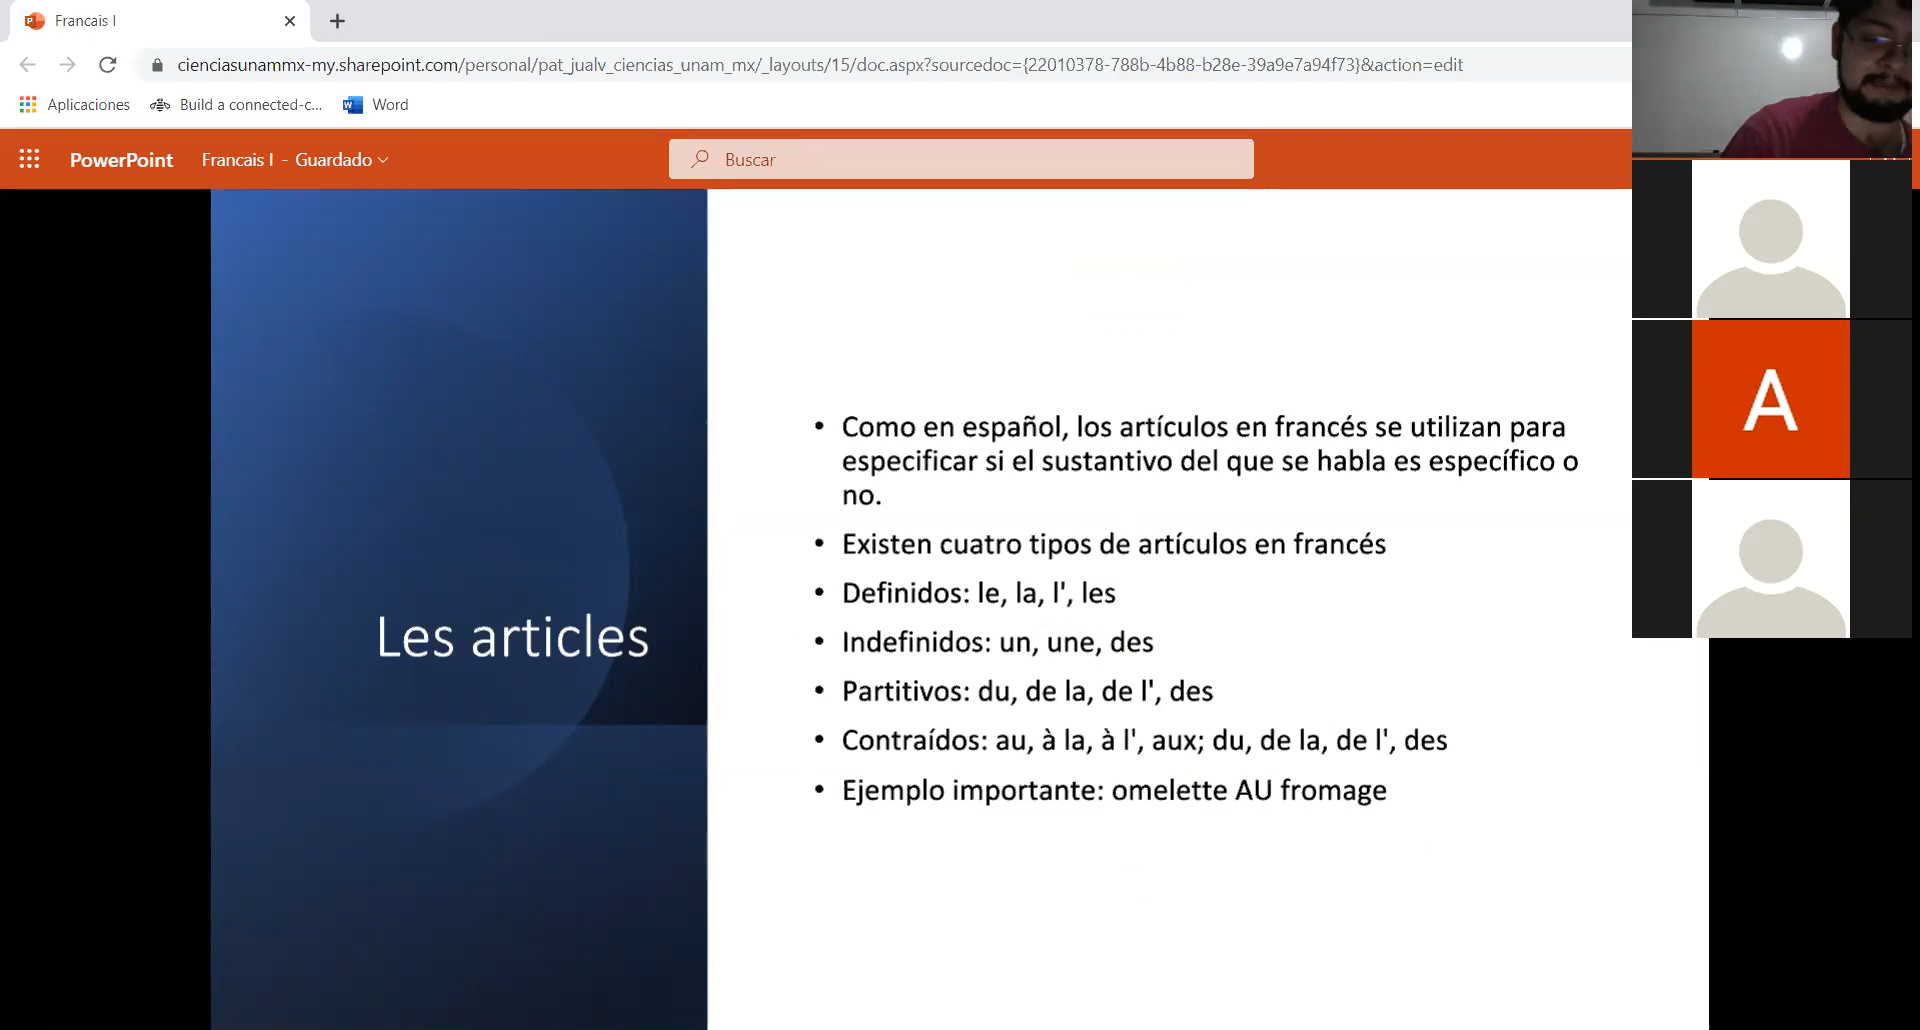 Francais I
cienciasunammx-my.sharepoint.com/personal/pat_jualv_ciencias_unam_mx/_layouts/15/doc.aspx?sourcedoc={22010378-788b-4b88-b28e-39a9e7a94f73}&action=edit
Aplicaciones Build a connected-c... Word
PowerPoint Francais I - Guardado Buscar
Les articles
• Como en español, los artículos en francés se utilizan para
especificar si el sustantivo del que se habla es específico o
no.
• Existen cuatro tipos de artículos en francés
• Definidos: le, la, l', les
• Indefinidos: un, une, des
• Partitivos: du, de la, de l', des
• Contraídos: au, à la, à l', aux; du, de la, de l', des
• Ejemplo importante: omelette AU fromage
A